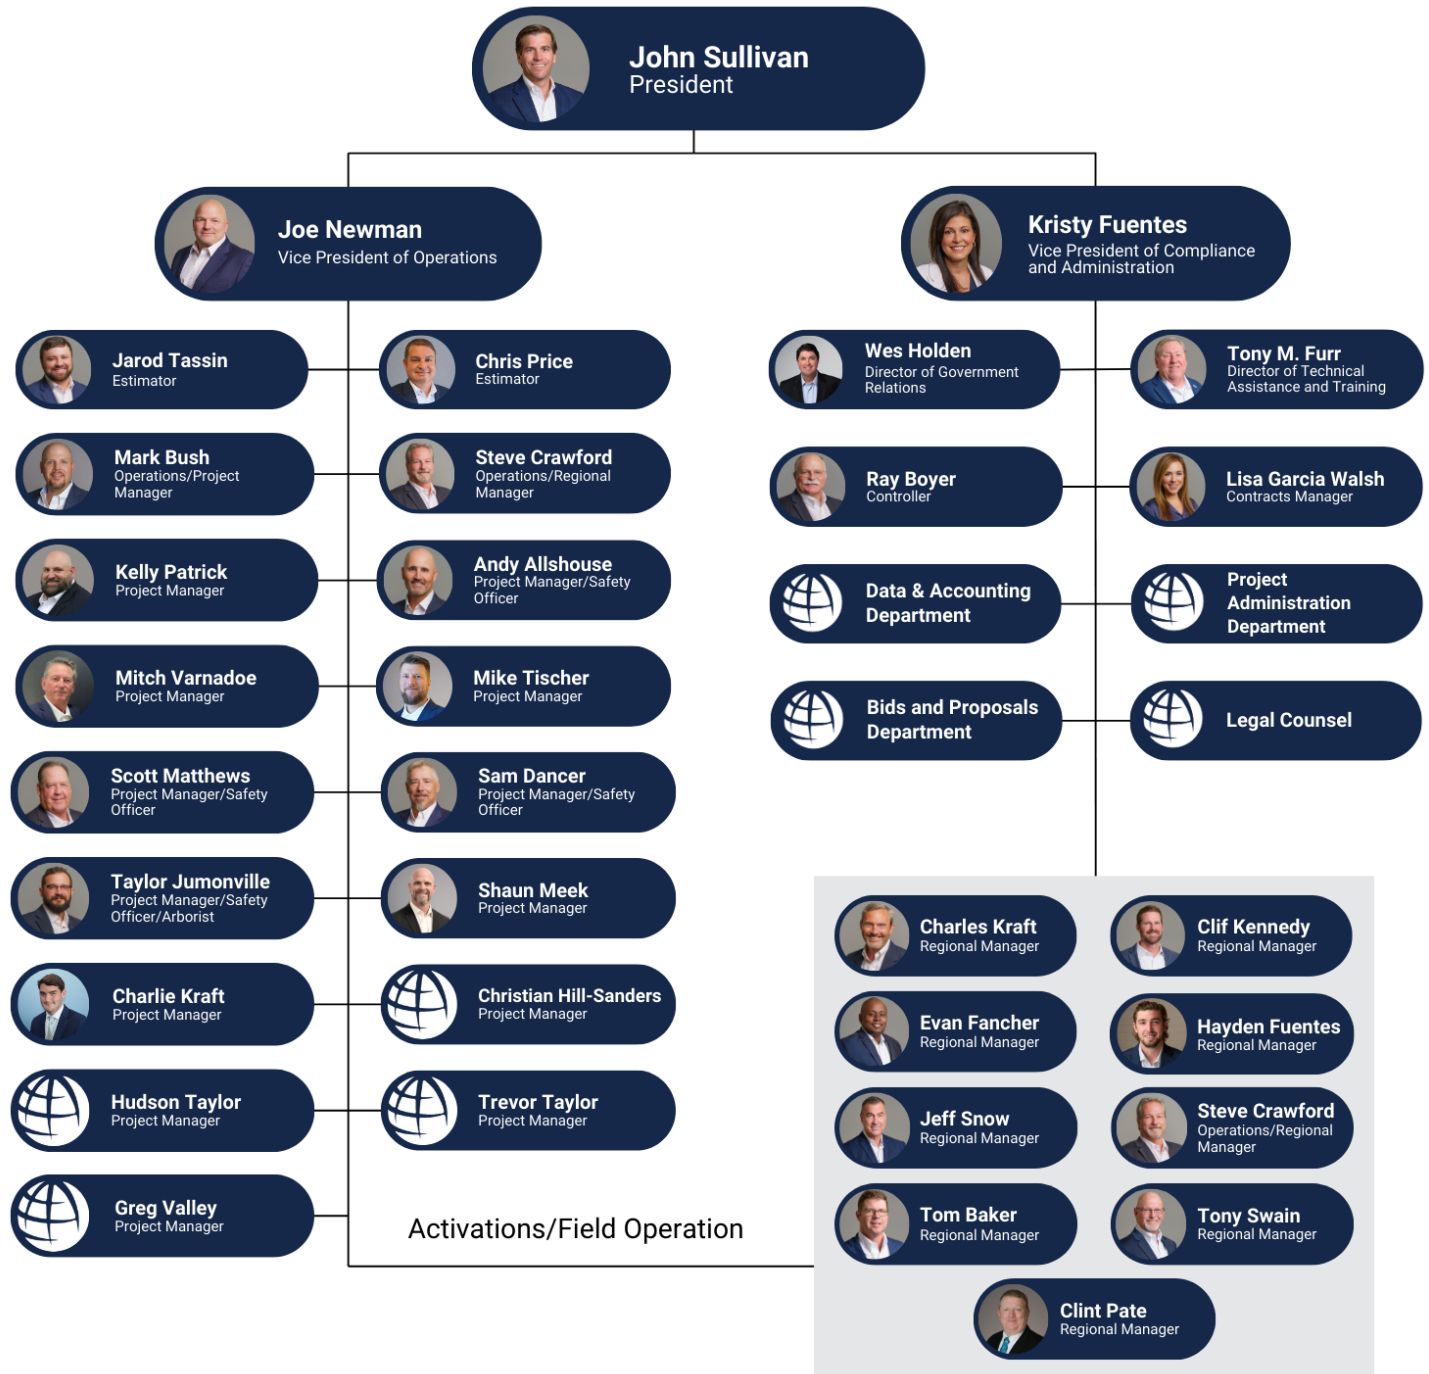 John Sullivan
President
Joe Newman
Vice President of Operations
Kristy Fuentes
Vice President of Compliance
and Administration
Jarod Tassin
Estimator
Chris Price
Estimator
Mark Bush
Operations/Project
Manager
Steve Crawford
Operations/Regional
Manager
Kelly Patrick
Project Manager
Andy Allshouse
Project Manager/Safety
Officer
Mitch Varnadoe
Project Manager
Mike Tischer
Project Manager
Scott Matthews
Project Manager/Safety
Officer
Sam Dancer
Project Manager/Safety
Officer
Taylor Jumonville
Project Manager/Safety
Officer/Arborist
Shaun Meek
Project Manager
Charlie Kraft
Project Manager
Christian Hill-Sanders
Project Manager
Hudson Taylor
Project Manager
Trevor Taylor
Project Manager
Greg Valley
Project Manager
Activations/Field Operation
Wes Holden
Director of Government
Relations
Tony M. Furr
Director of Technical
Assistance and Training
Ray Boyer
Controller
Lisa Garcia Walsh
Contracts Manager
Data & Accounting
Department
Project
Administration
Department
Bids and Proposals
Department
Legal Counsel
Charles Kraft
Regional Manager
Clif Kennedy
Regional Manager
Evan Fancher
Regional Manager
Hayden Fuentes
Regional Manager
Jeff Snow
Regional Manager
Steve Crawford
Operations/Regional
Manager
Tom Baker
Regional Manager
Tony Swain
Regional Manager
Clint Pate
Regional Manager